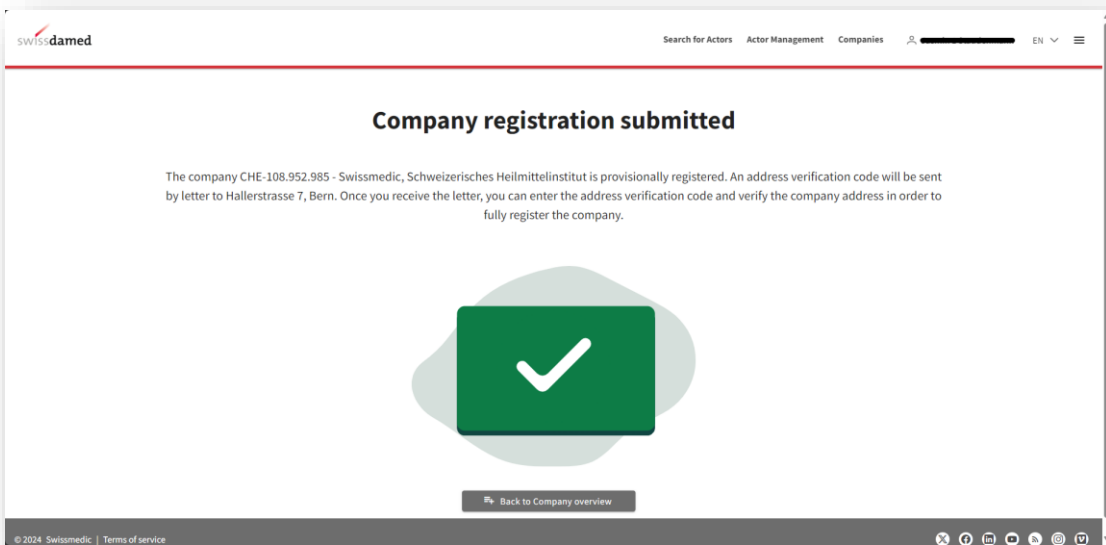 swissdamed
Search for Actors Actor Management Companies EN
Company registration submitted
The company CHE-108.952.985 - Swissmedic, Schweizerisches Heilmittelinstitut is provisionally registered. An address verification code will be sent
by letter to Hallerstrasse 7, Bern. Once you receive the letter, you can enter the address verification code and verify the company address in order to
fully register the company.
Back to Company overview
© 2024 Swissmedic | Terms of service